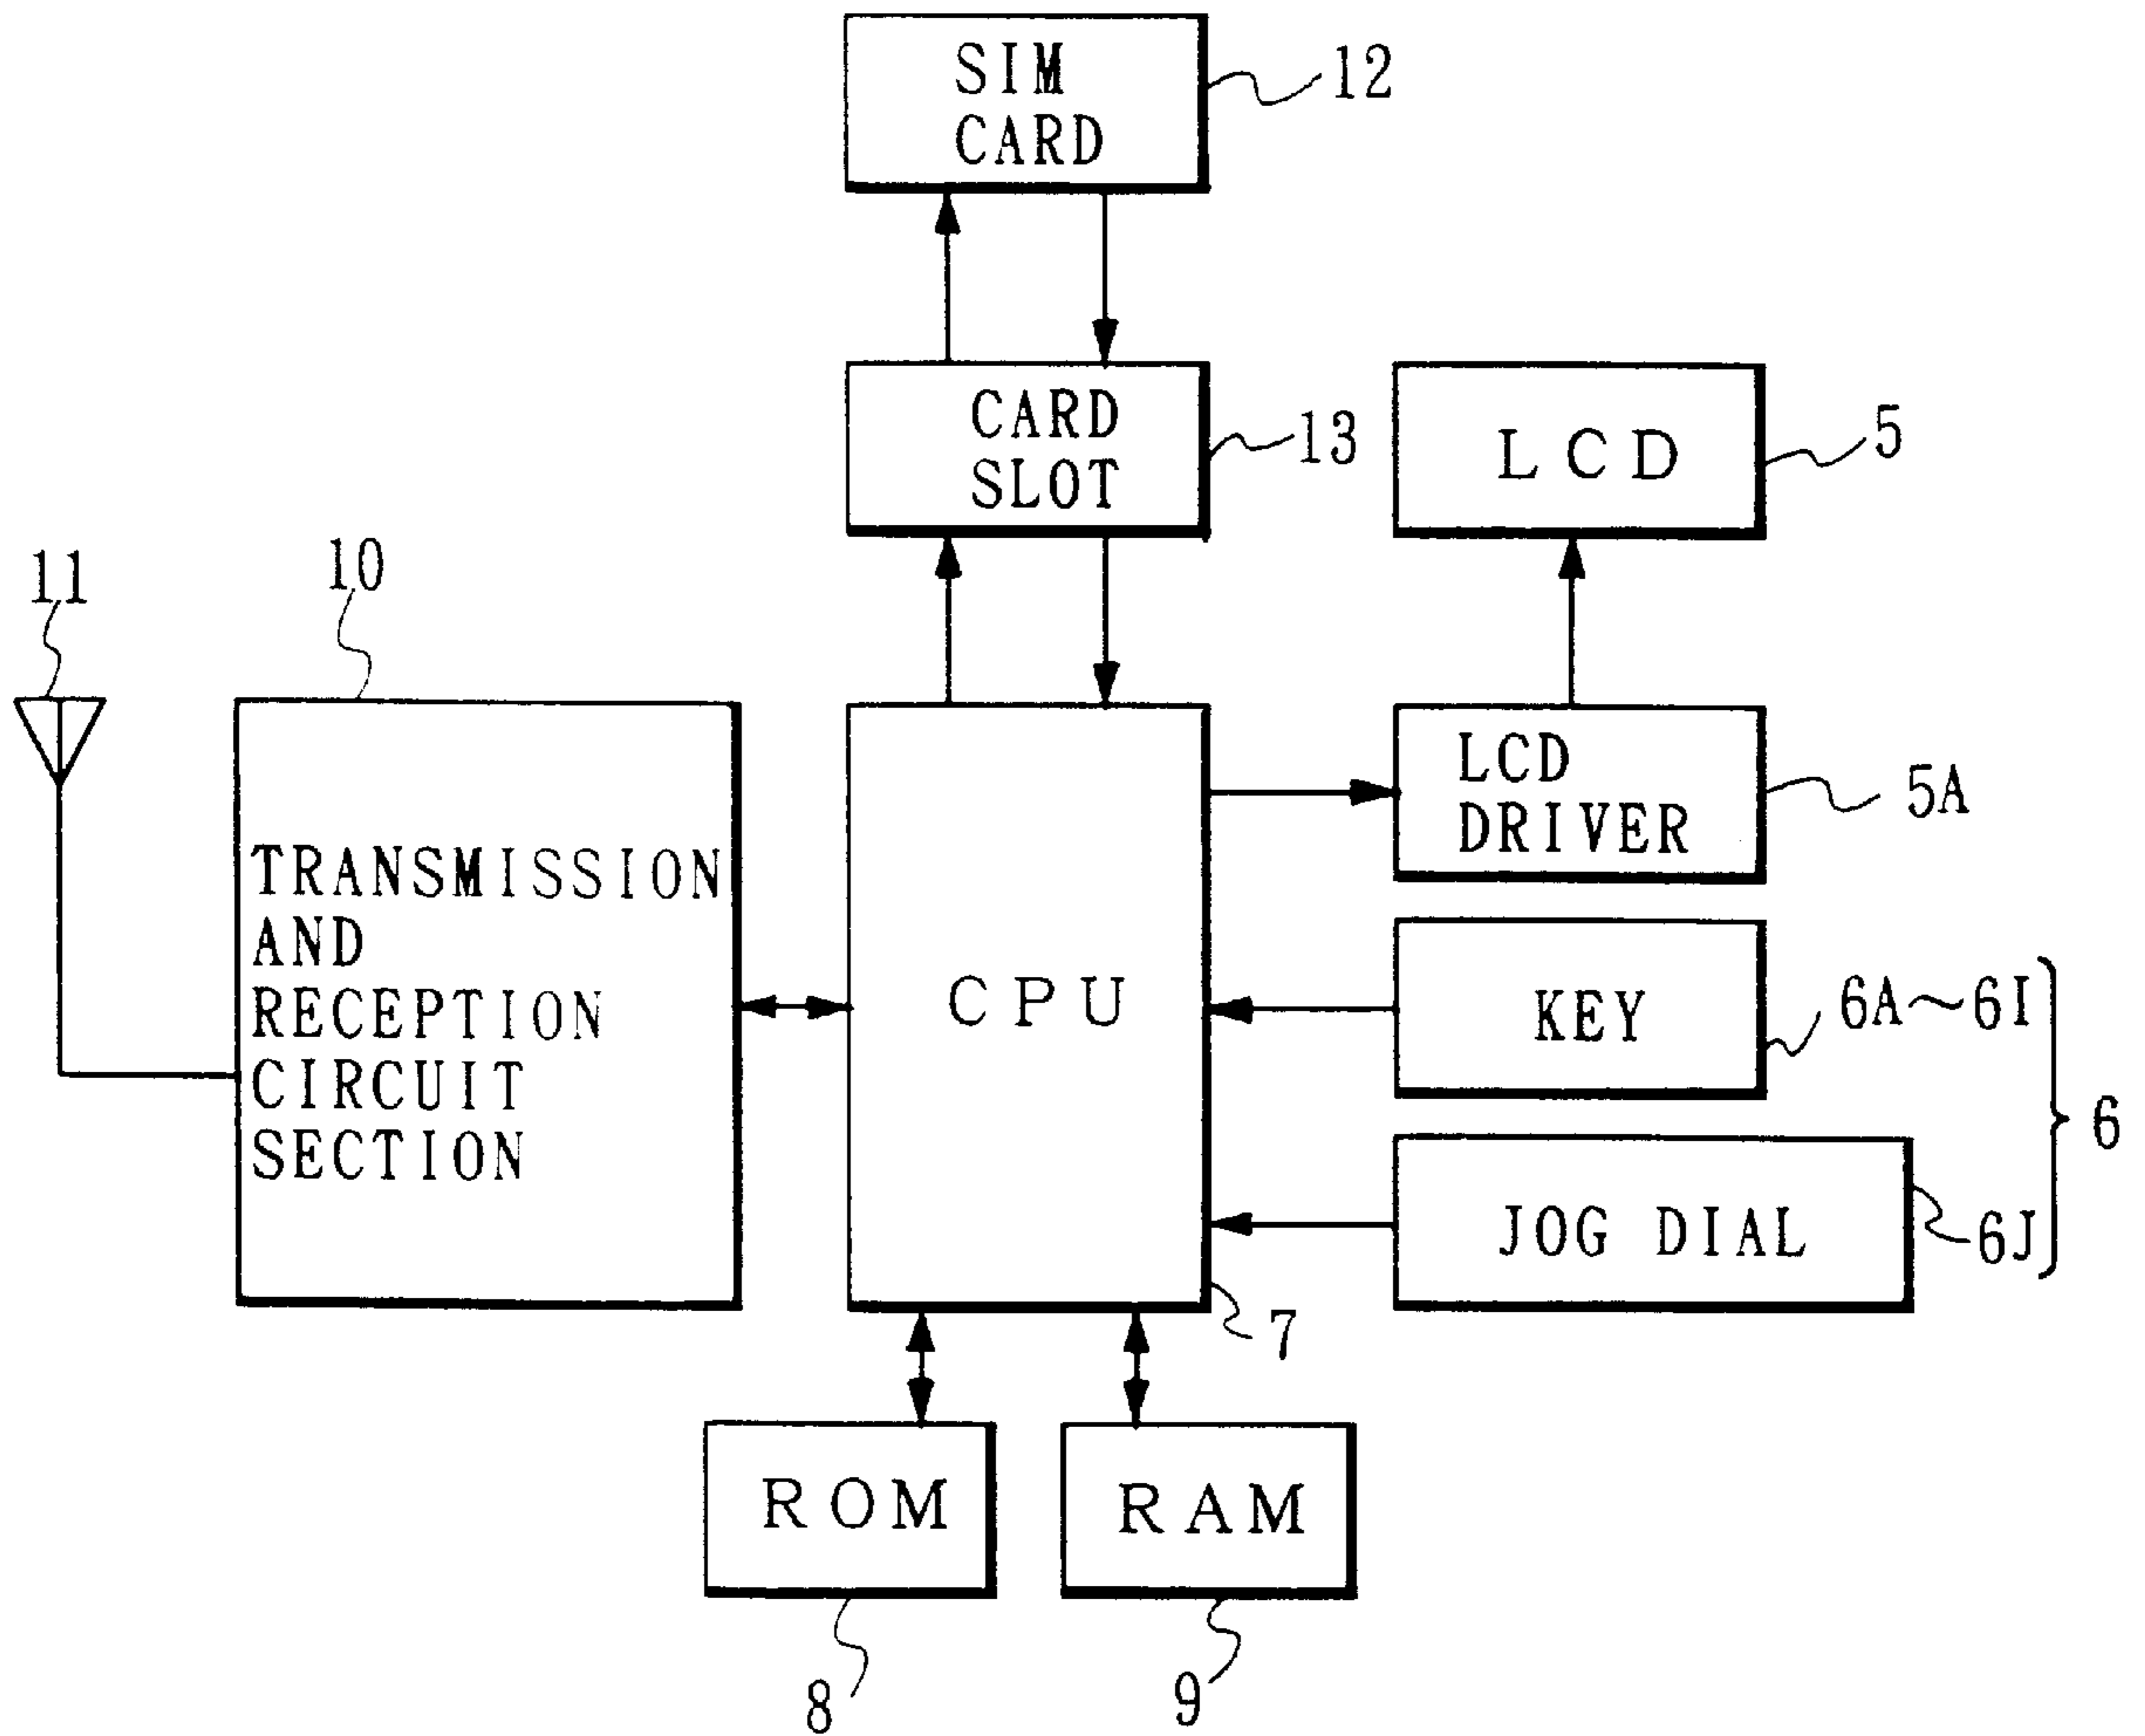 SIM
CARD
12
CARD
SLOT
13
LCD
5
11
10
TRANSMISSION
AND
RECEPTION
CIRCUIT
SECTION
CPU
7
LCD
DRIVER
5A
KEY
6A~6I
JOG DIAL
6J
6
ROM
8
RAM
9